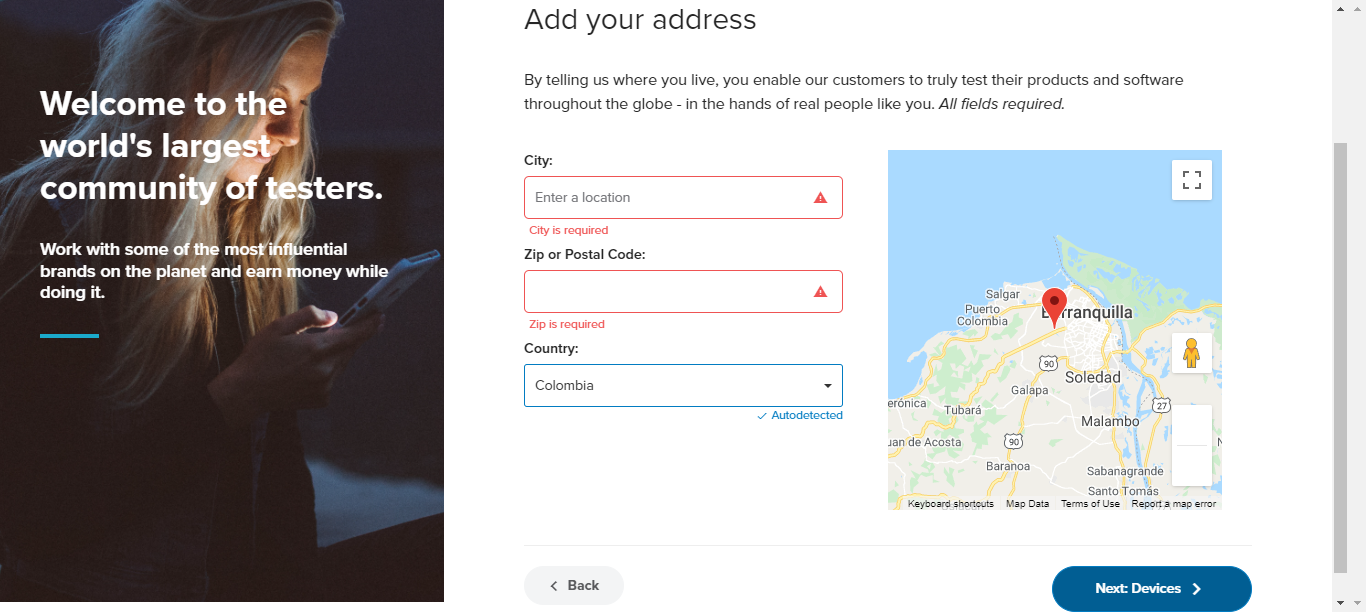 Add your address
Welcome to the
world's largest
community of testers.
Work with some of the most influential
brands on the planet and earn money while
doing it.
By telling us where you live, you enable our customers to truly test their products and software
throughout the globe - in the hands of real people like you. All fields required.
City:
Enter a location
City is required
Zip or Postal Code:
Zip is required
Country:
Colombia
Autodetected
Salgar
Puerto
Colombia
90
Soledad
Galapa
27
Tubará
Malambo
90
Baranoa
Sabanagrande
Santo Tomás
Keyboard shortcuts Map Data Terms of Use Report a map error
Back
Next: Devices